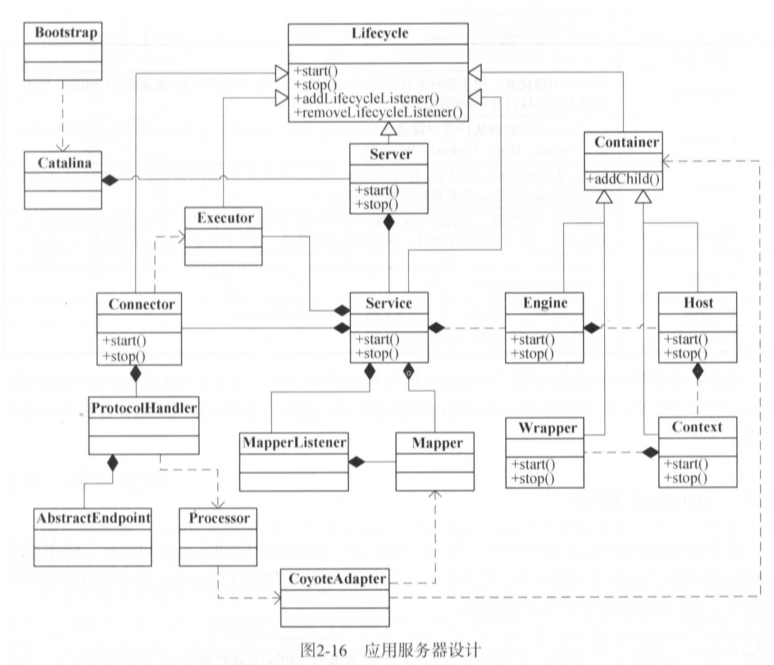 Bootstrap
Lifecycle
+start()
+stop()
+addLifecycleListener()
+removeLifecycleListener()
Container
+addChild()
Catalina
Server
+start()
+stop()
Executor
Connector
+start()
+stop()
Service
+start()
+stop()
Engine
+start()
+stop()
Host
+start()
+stop()
ProtocolHandler
MapperListener
Mapper
Wrapper
+start()
+stop()
Context
+start()
+stop()
AbstractEndpoint
Processor
CoyoteAdapter
图2-16 应用服务器设计